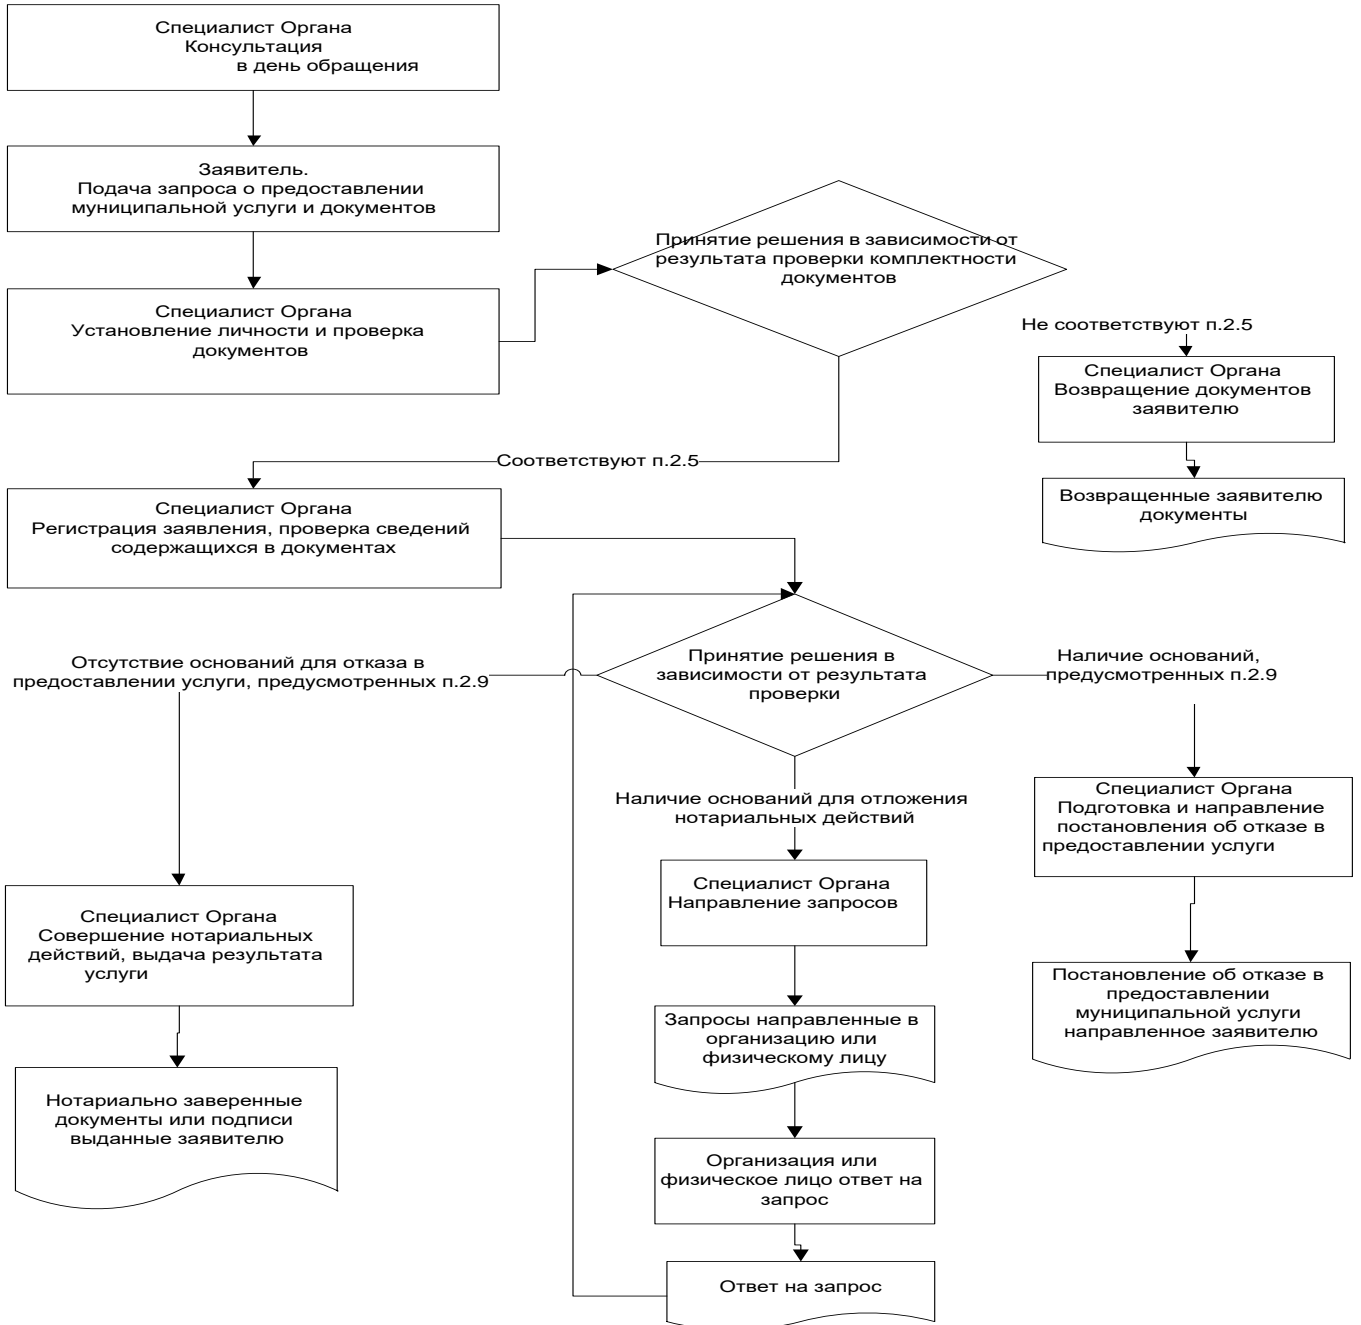 Специалист Органа
Консультация
в день обращения
Заявитель.
Подача запроса о предоставлении
муниципальной услуги и документов
Специалист Органа
Установление личности и проверка
документов
Принятие решения в зависимости от
результата проверки комплектности
документов
Не соответствуют п.2.5
Специалист Органа
Возвращение документов
заявителю
Возвращенные заявителю
документы
Соответствуют п.2.5
Специалист Органа
Регистрация заявления, проверка сведений
содержащихся в документах
Принятие решения в
зависимости от результата
проверки
Отсутствие оснований для отказа в
предоставлении услуги, предусмотренных п.2.9
Наличие оснований,
предусмотренных п.2.9
Наличие оснований для отложения
нотариальных действий
Специалист Органа
Подготовка и направление
постановления об отказе в
предоставлении услуги
Специалист Органа
Направление запросов
Специалист Органа
Совершение нотариальных
действий, выдача результата
услуги
Постановление об отказе в
предоставлении
муниципальной услуги
направленное заявителю
Запросы направленные в
организацию или
физическому лицу
Нотариально заверенные
документы или подписи
выданные заявителю
Организация или
физическое лицо ответ на
запрос
Ответ на запрос